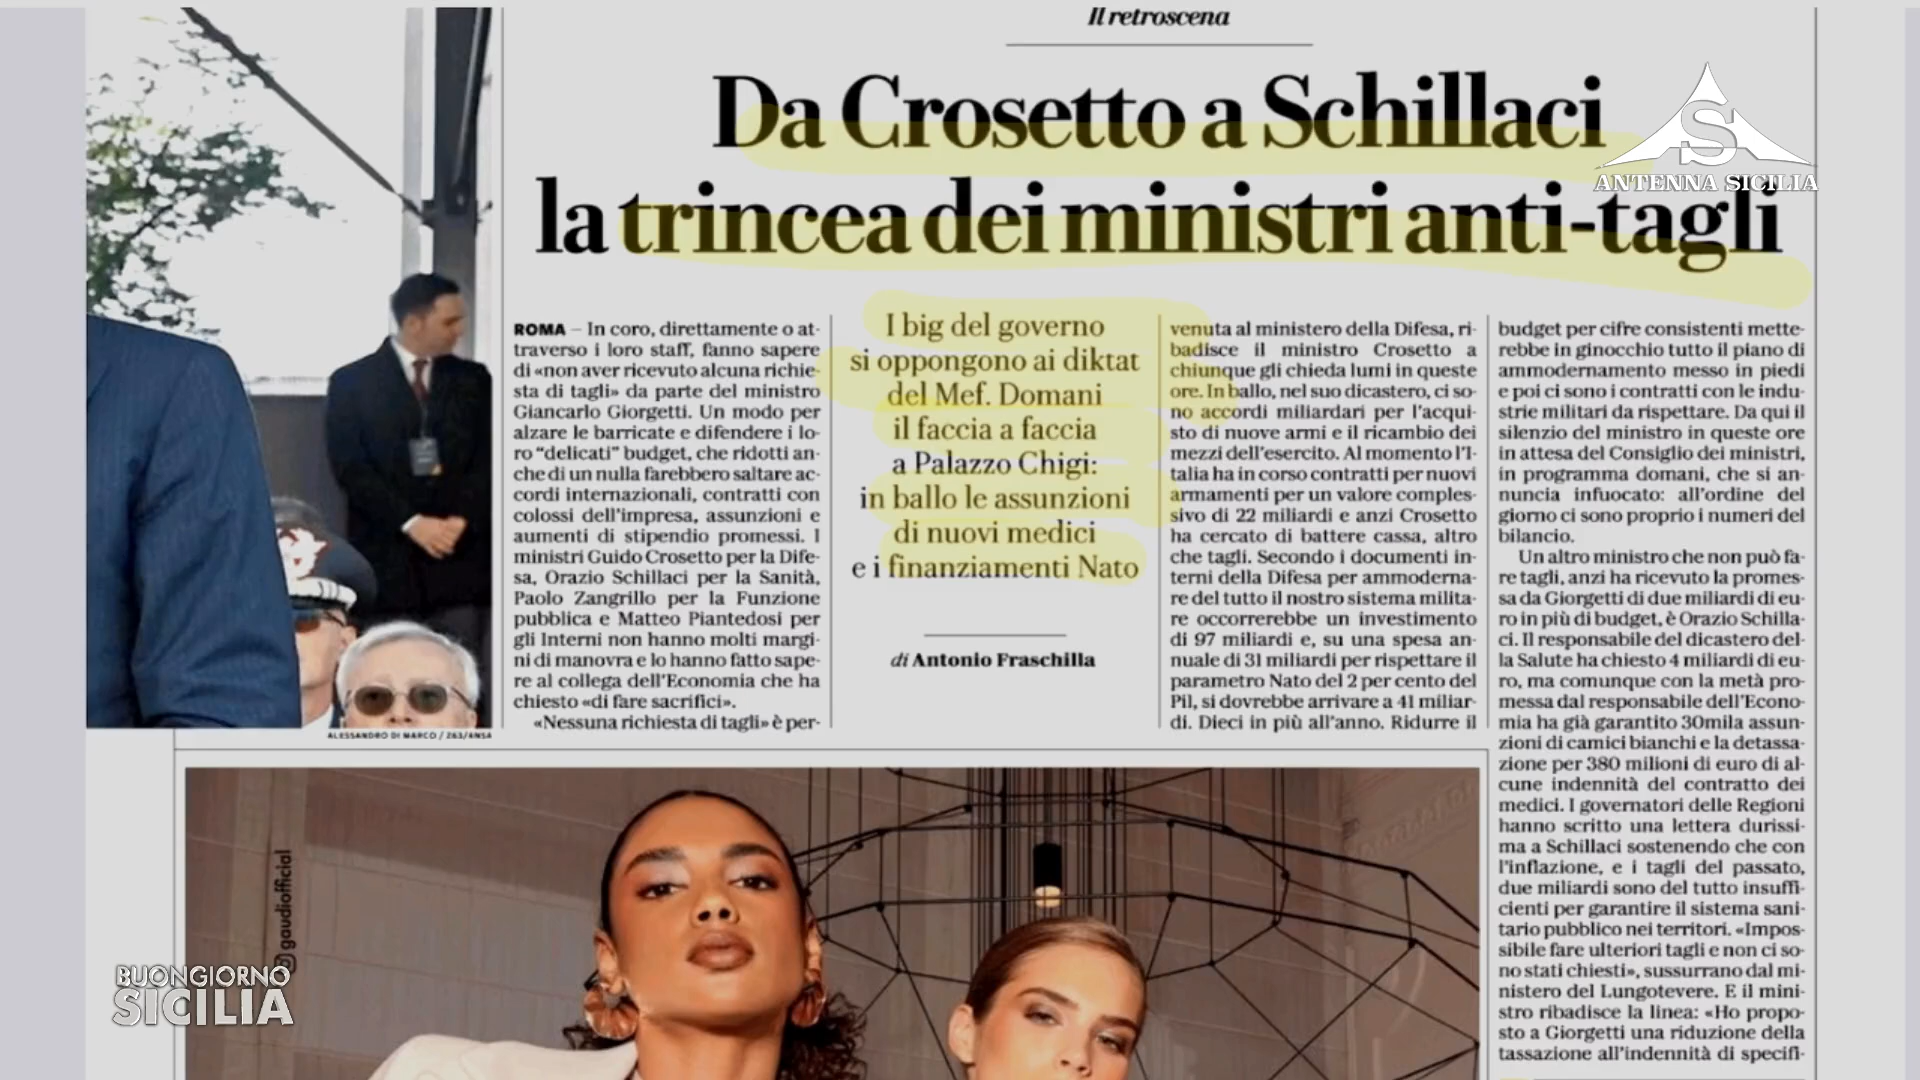 Il retroscena
Da Crosetto a Schillaci
la trincea dei ministri anti-tagli
S
ANTENNA SICILIA
ROMA – In coro, direttamente o at-
traverso i loro staff, fanno sapere
di «non aver ricevuto alcuna richie-
sta di tagli» da parte del ministro
Giancarlo Giorgetti. Un modo per
alzare le barricate e difendere i lo-
ro “delicati” budget, che ridotti an-
che di un nulla farebbero saltare ac-
cordi internazionali, contratti con
colossi dell’impresa, assunzioni e
aumenti di stipendio promessi. I
ministri Guido Crosetto per la Dife-
sa, Orazio Schillaci per la Sanità,
Paolo Zangrillo per la Funzione
pubblica e Matteo Piantedosi per
gli Interni non hanno molti margi-
ni di manovra e lo hanno fatto sape-
re al collega dell’Economia che ha
chiesto «di fare sacrifici».
«Nessuna richiesta di tagli» è per-
I big del governo
si oppongono ai diktat
del Mef. Domani
il faccia a faccia
a Palazzo Chigi:
in ballo le assunzioni
di nuovi medici
e i finanziamenti Nato
di Antonio Fraschilla
venuta al ministero della Difesa, ri-
badisce il ministro Crosetto a
chiunque gli chieda lumi in queste
ore. In ballo, nel suo dicastero, ci so-
no accordi miliardari per l’acqui-
sto di nuove armi e il ricambio dei
mezzi dell’esercito. Al momento l’I-
talia ha in corso contratti per nuovi
armamenti per un valore comples-
sivo di 22 miliardi e anzi Crosetto
ha cercato di battere cassa, altro
che tagli. Secondo i documenti in-
terni della Difesa per ammoderna-
re del tutto il nostro sistema milita-
re occorrerebbe un investimento
di 97 miliardi e, su una spesa an-
nuale di 31 miliardi per rispettare il
parametro Nato del 2 per cento del
Pil, si dovrebbe arrivare a 41 miliar-
di. Dieci in più all’anno. Ridurre il
budget per cifre consistenti mette-
rebbe in ginocchio tutto il piano di
ammodernamento messo in piedi
e poi ci sono i contratti con le indu-
strie militari da rispettare. Da qui il
silenzio del ministro in queste ore
in attesa del Consiglio dei ministri,
in programma domani, che si an-
nuncia infuocato: all’ordine del
giorno ci sono proprio i numeri del
bilancio.
Un altro ministro che non può fa-
re tagli, anzi ha ricevuto la promes-
sa da Giorgetti di due miliardi di eu-
ro in più di budget, è Orazio Schilla-
ci. Il responsabile del dicastero del-
la Salute ha chiesto 4 miliardi di eu-
ro, ma comunque con la metà pro-
messa dal responsabile dell’Econo-
mia ha già garantito 30mila assun-
zioni di camici bianchi e la detassa-
zione per 380 milioni di euro di al-
cune indennità del contratto dei
medici. I governatori delle Regioni
hanno scritto una lettera durissi-
ma a Schillaci sostenendo che con
l’inflazione, e i tagli del passato,
due miliardi sono del tutto insuffi-
cienti per garantire il sistema sani-
tario pubblico nei territori. «Impos-
sibile fare ulteriori tagli e non ci so-
no stati chiesti», sussurrano dal mi-
nistero del Lungotevere. E il mini-
stro ribadisce la linea: «Ho propo-
sto a Giorgetti una riduzione della
tassazione all’indennità di specifi-
ALESSANDRO DI MARCO / Z63/ANSA
gaudiofficial
BUONGIORNO
SICILIA